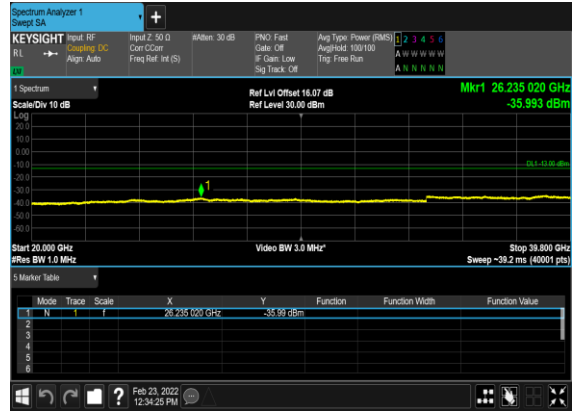 Spectrum Analyzer 1
Swept SA
+
KEYSIGHT
RL
Input: RF
Coupling: DC
Align: Auto
Input Z: 50 Ω
Corr CCorr
Freq Ref: Int (S)
#Atten: 30 dB
PNO: Fast
Gate: Off
IF Gain: Low
Sig Track: Off
Avg Type: Power (RMS)
Avg|Hold: 100/100
Trig: Free Run
1 2 3 4 5 6
A W W W W W
A N N N N N
1 Spectrum
Scale/Div 10 dB
Ref Lvl Offset 16.07 dB
Ref Level 30.00 dBm
Mkr1 26.235 020 GHz
-35.993 dBm
Log
20.0
10.0
0.00
-10.0
-20.0
-30.0
-40.0
-50.0
-60.0
DL1 -13.00 dBm
1
Start 20.000 GHz
#Res BW 1.0 MHz
Video BW 3.0 MHz*
Stop 39.800 GHz
Sweep ~39.2 ms (40001 pts)
5 Marker Table
Mode Trace Scale X Y Function Function Width Function Value
1 N 1 f 26.235 020 GHz -35.99 dBm
2
3
4
5
6
?
Feb 23, 2022
12:34:25 PM